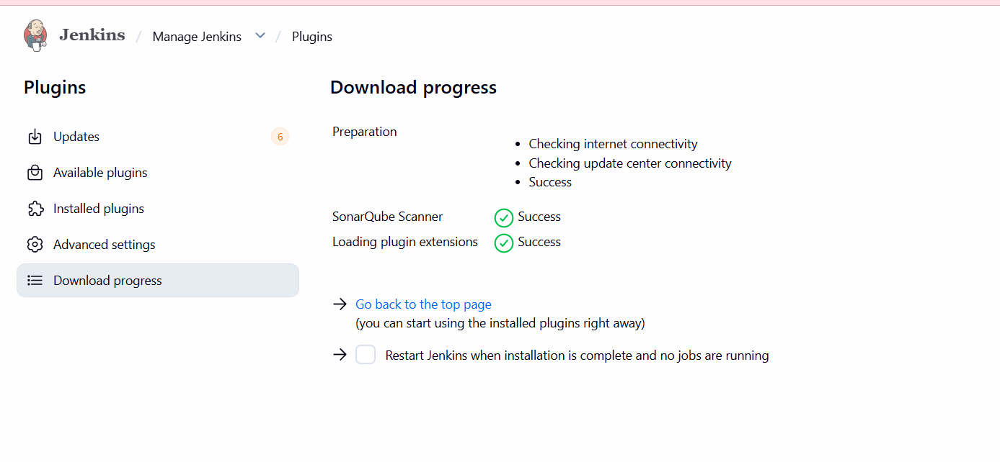 Jenkins / Manage Jenkins / Plugins
Plugins
Updates 6
Available plugins
Installed plugins
Advanced settings
Download progress
Download progress
Preparation
• Checking internet connectivity
• Checking update center connectivity
• Success
SonarQube Scanner Success
Loading plugin extensions Success
→ Go back to the top page
(you can start using the installed plugins right away)
→ Restart Jenkins when installation is complete and no jobs are running